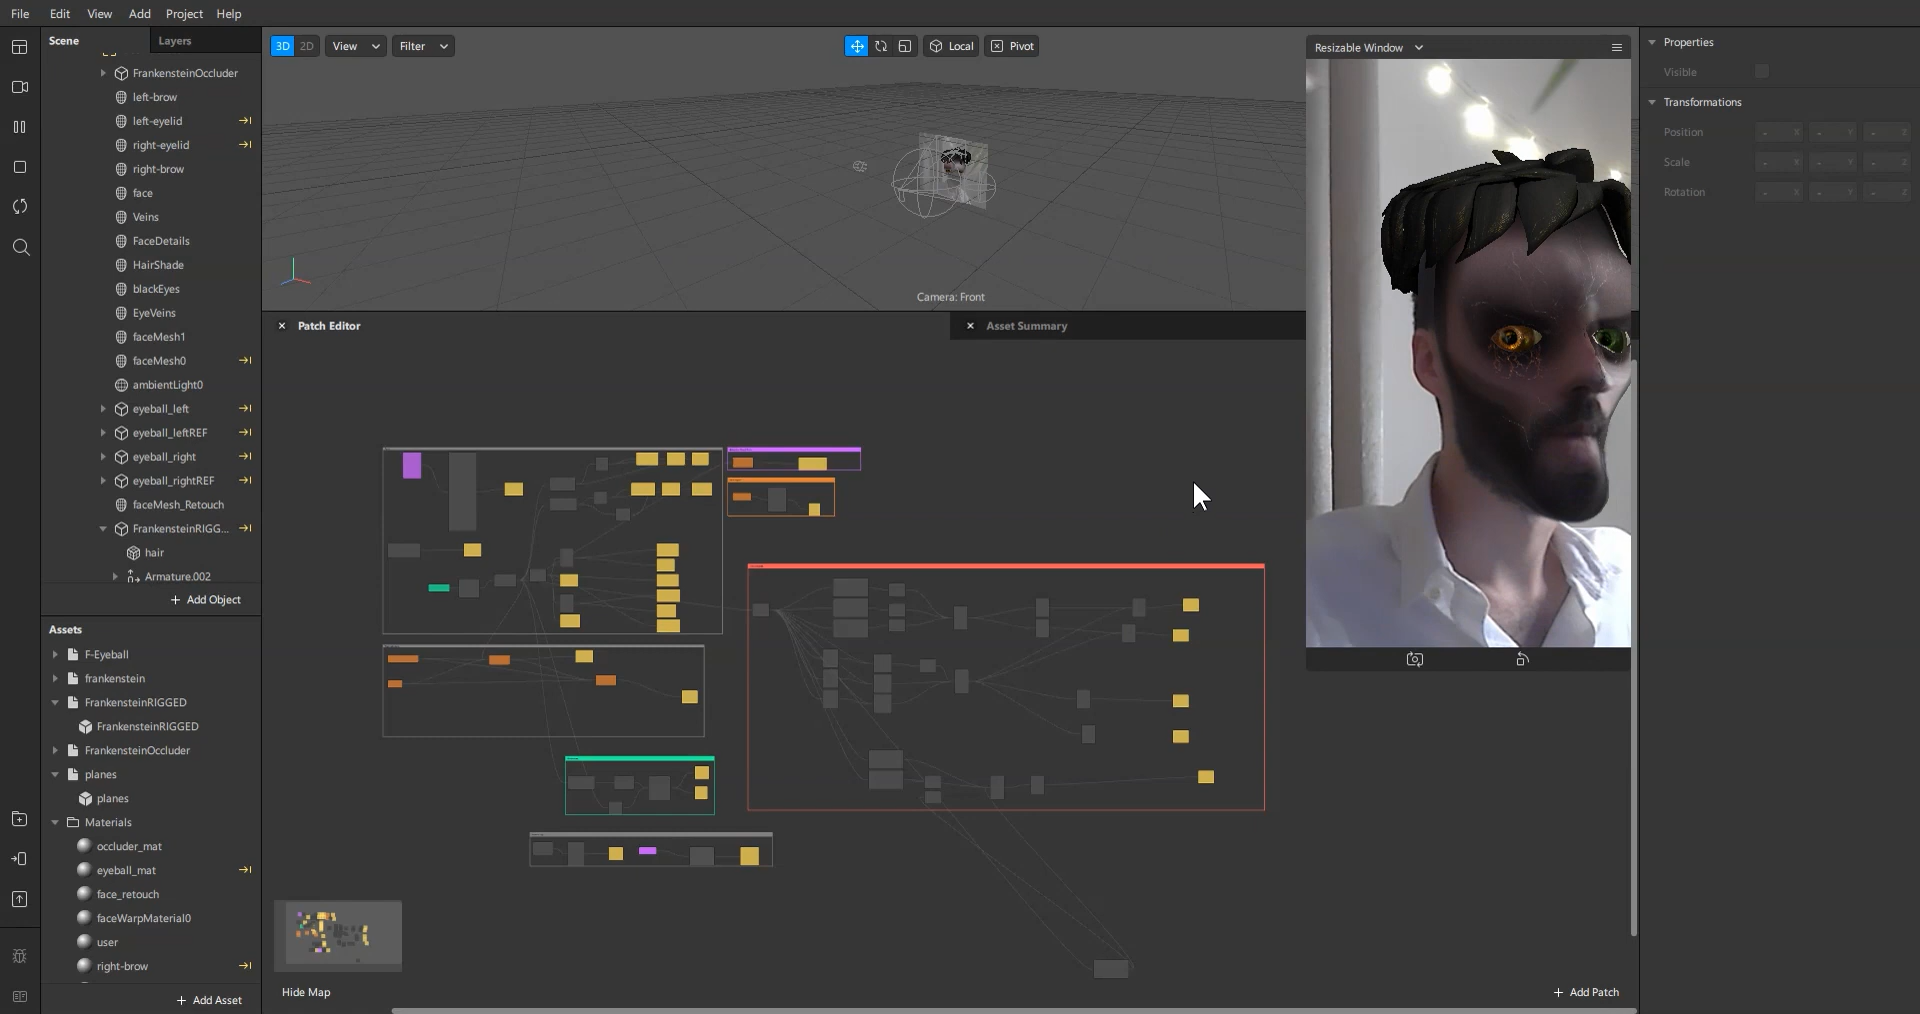 File Edit View Add Project Help
Scene Layers
FrankensteinOccluder
left-brow
left-eyelid
right-eyelid
right-brow
face
Veins
FaceDetails
HairShade
blackEyes
EyeVeins
faceMesh1
faceMesh0
ambientLight0
eyeball_left
eyeball_leftREF
eyeball_right
eyeball_rightREF
faceMesh_Retouch
FrankensteinRIGG...
hair
Armature.002
+ Add Object
Assets
F-Eyeball
frankenstein
FrankensteinRIGGED
FrankensteinRIGGED
FrankensteinOccluder
planes
planes
Materials
occluder_mat
eyeball_mat
face_retouch
faceWarpMaterial0
user
right-brow
+ Add Asset
3D 2D View Filter Local Pivot
Camera: Front
Patch Editor
Asset Summary
Hide Map
+ Add Patch
Resizable Window
Properties
Visible
Transformations
Position - X - Y - Z
Scale - X - Y - Z
Rotation - X - Y - Z